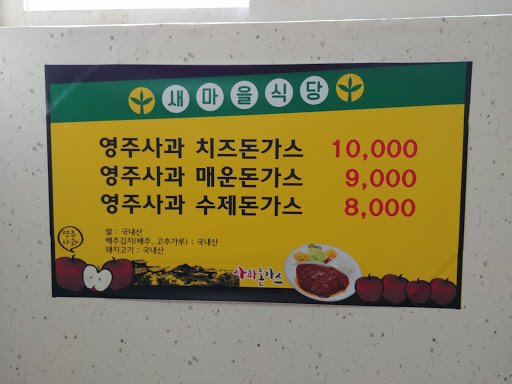 새마을식당
영주사과 치즈돈가스 10,000
영주사과 매운돈가스 9,000
영주사과 수제돈가스 8,000
쌀 : 국내산
배추김치(배추, 고추가루) : 국내산
돼지고기 : 국내산
영주
사과
사과돈가스